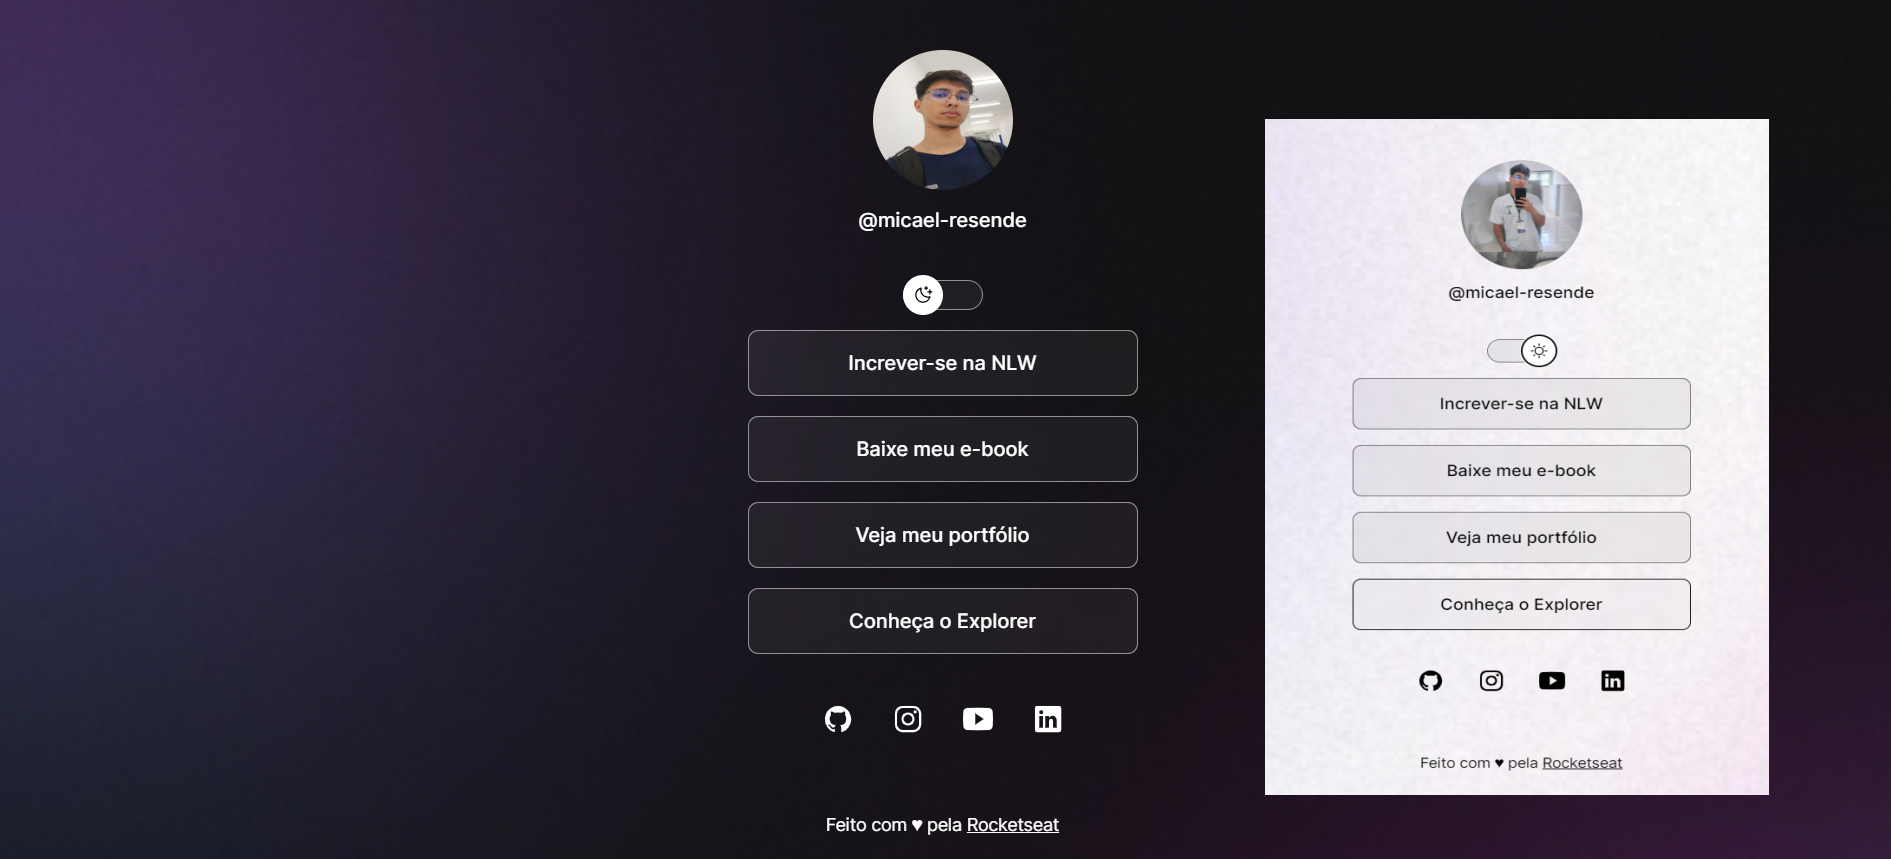 @micael-resende
Increver-se na NLW
Baixe meu e-book
Veja meu portfólio
Conheça o Explorer
Feito com ♥ pela Rocketseat
@micael-resende
Increver-se na NLW
Baixe meu e-book
Veja meu portfólio
Conheça o Explorer
Feito com ♥ pela Rocketseat